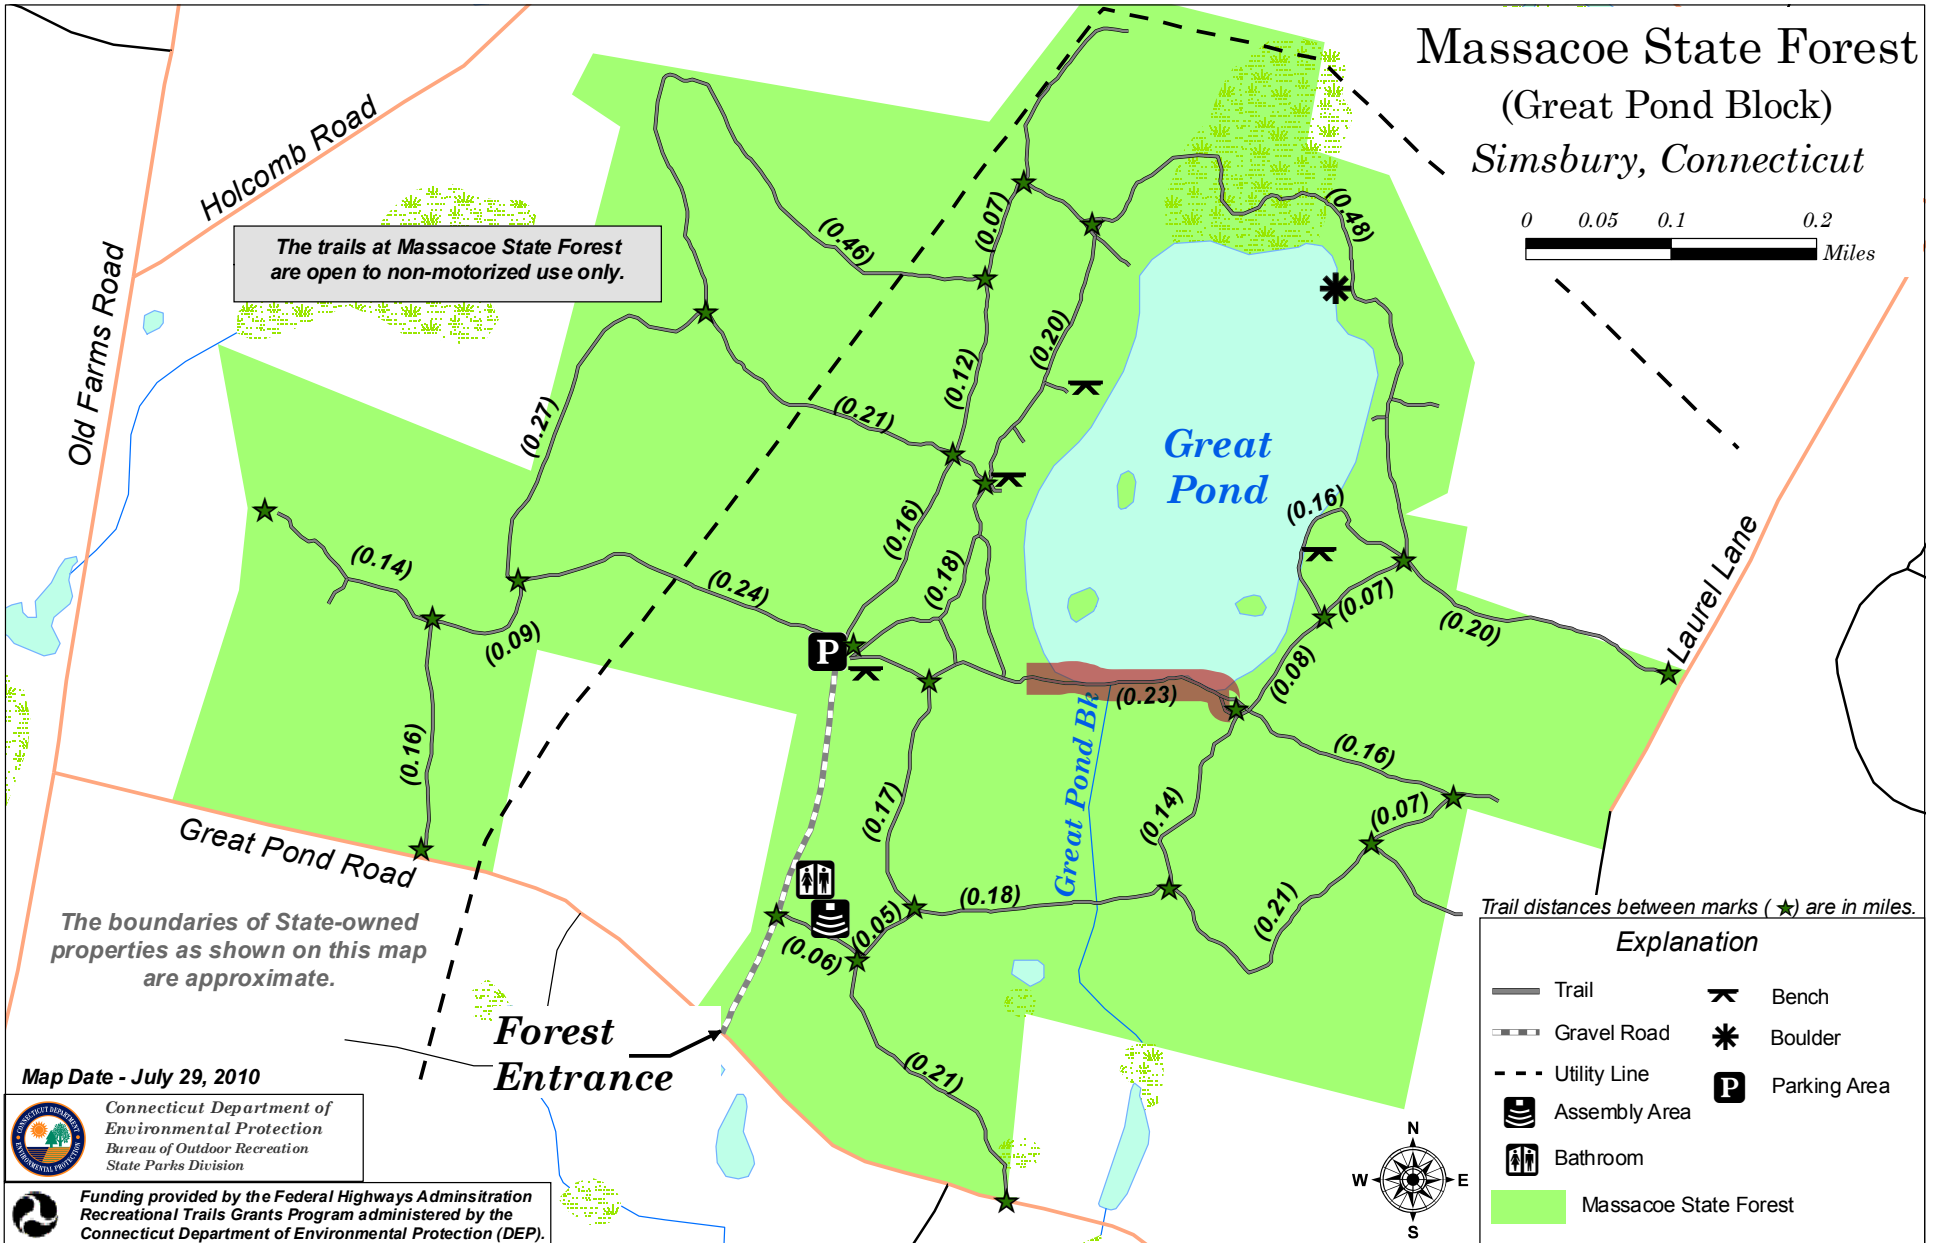 Massacoe State Forest
(Great Pond Block)
Simsbury, Connecticut
0 0.05 0.1 0.2
Miles
Holcomb Road
Old Farms Road
The trails at Massacoe State Forest
are open to non-motorized use only.
(0.46)
(0.07)
(0.48)
(0.20)
(0.12)
(0.27)
(0.21)
Great
Pond
(0.16)
(0.16)
(0.14)
(0.24)
(0.18)
(0.07)
(0.20)
Laurel Lane
(0.09)
P
(0.08)
(0.23)
Great Pond Bk
(0.16)
(0.16)
(0.17)
(0.14)
(0.07)
Great Pond Road
(0.18)
(0.21)
(0.05)
(0.06)
(0.21)
The boundaries of State-owned
properties as shown on this map
are approximate.
Forest
Entrance
Trail distances between marks ( ) are in miles.
Explanation
Trail
Gravel Road
Utility Line
Assembly Area
Bathroom
Massacoe State Forest
Bench
Boulder
P Parking Area
N
W E
S
Map Date - July 29, 2010
CONNECTICUT DEPARTMENT OF
ENVIRONMENTAL PROTECTION
Connecticut Department of
Environmental Protection
Bureau of Outdoor Recreation
State Parks Division
Funding provided by the Federal Highways Adminsitration
Recreational Trails Grants Program administered by the
Connecticut Department of Environmental Protection (DEP).